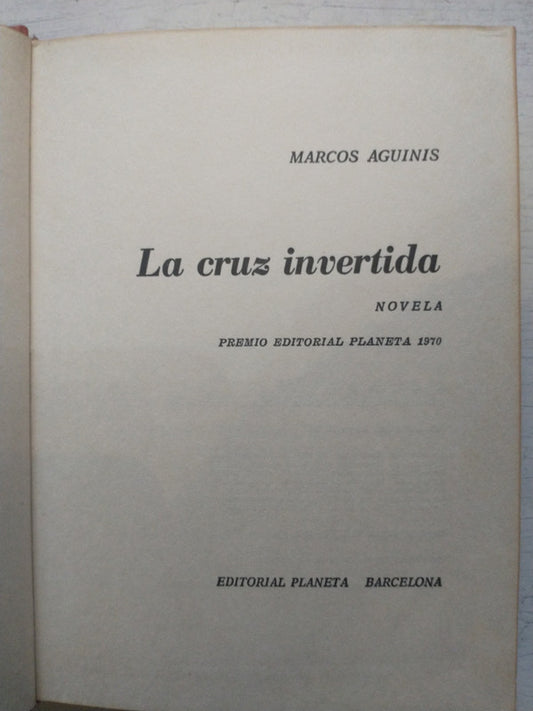 MARCOS AGUINIS
La cruz invertida
NOVELA
PREMIO EDITORIAL PLANETA 1970
EDITORIAL PLANETA BARCELONA